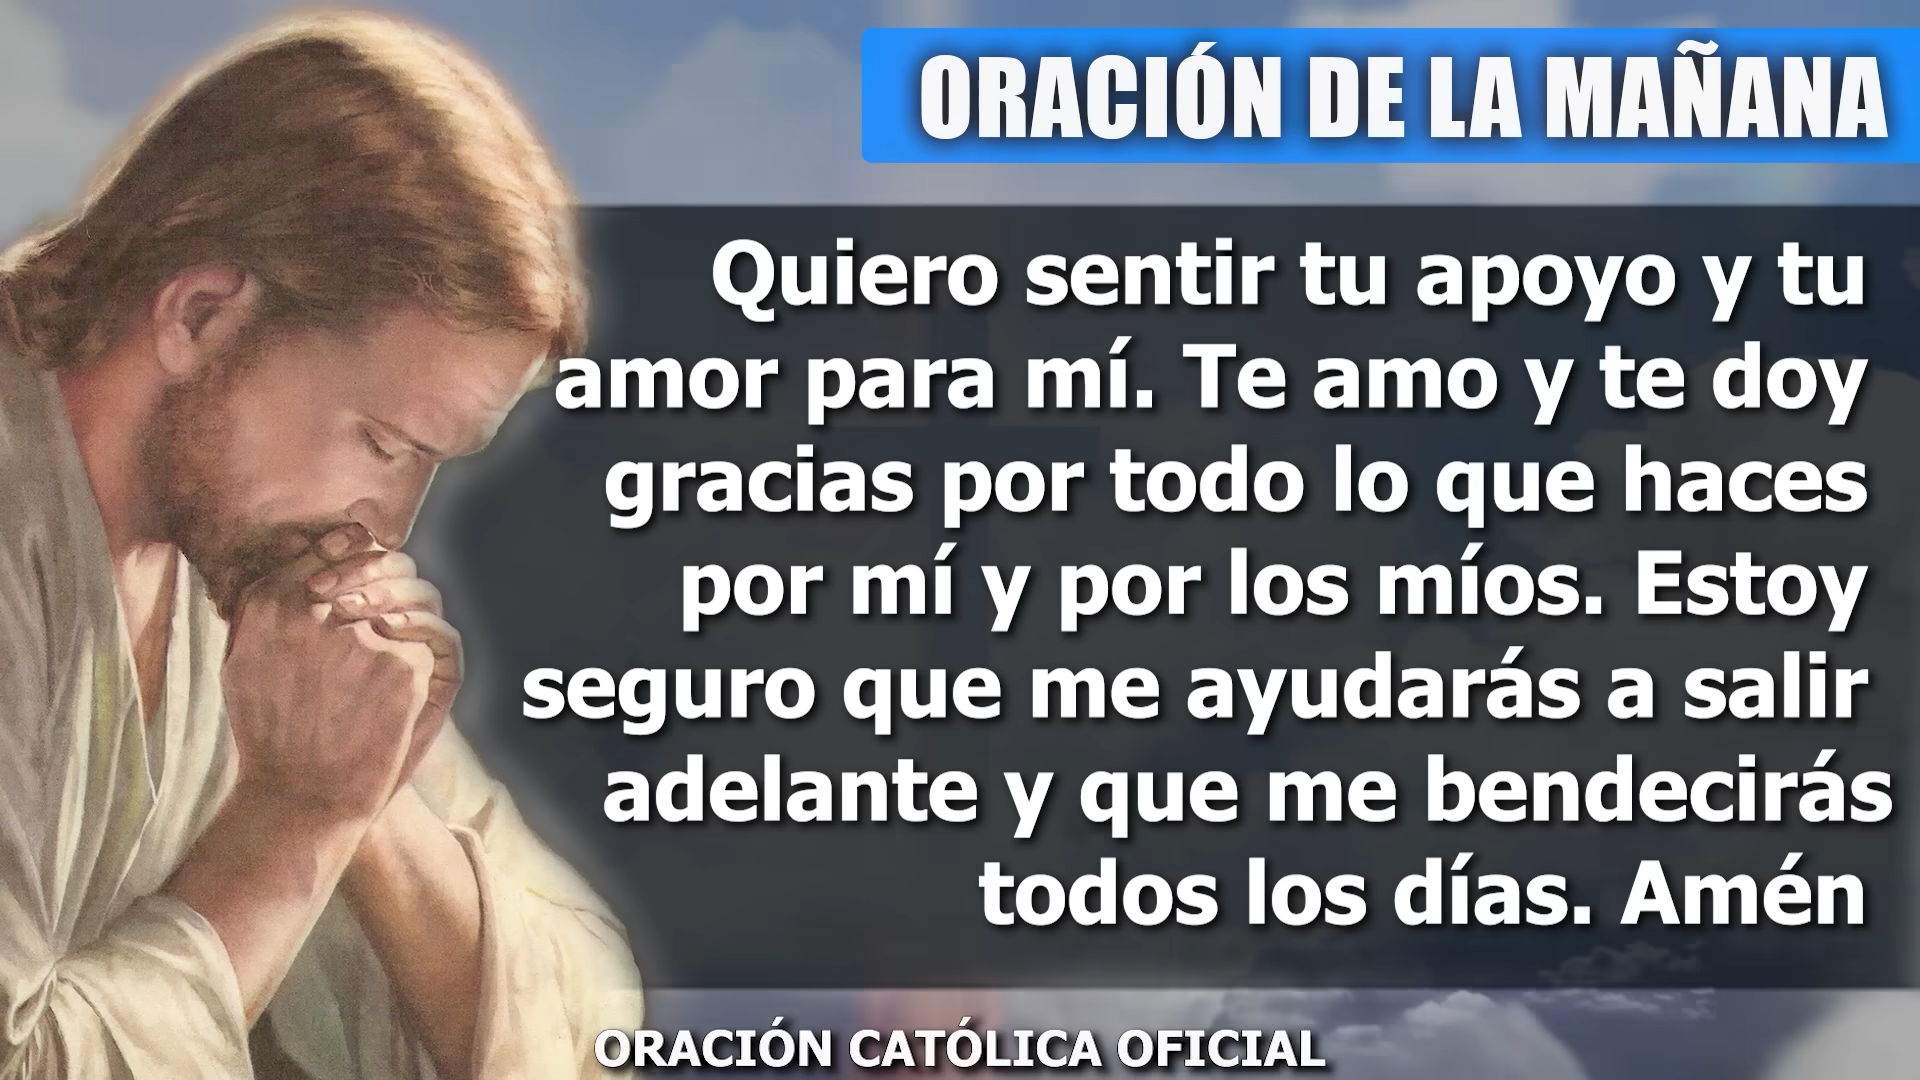 ORACIÓN DE LA MAÑANA
Quiero sentir tu apoyo y tu
amor para mí. Te amo y te doy
gracias por todo lo que haces
por mí y por los míos. Estoy
seguro que me ayudarás a salir
adelante y que me bendecirás
todos los días. Amén
ORACIÓN CATÓLICA OFICIAL